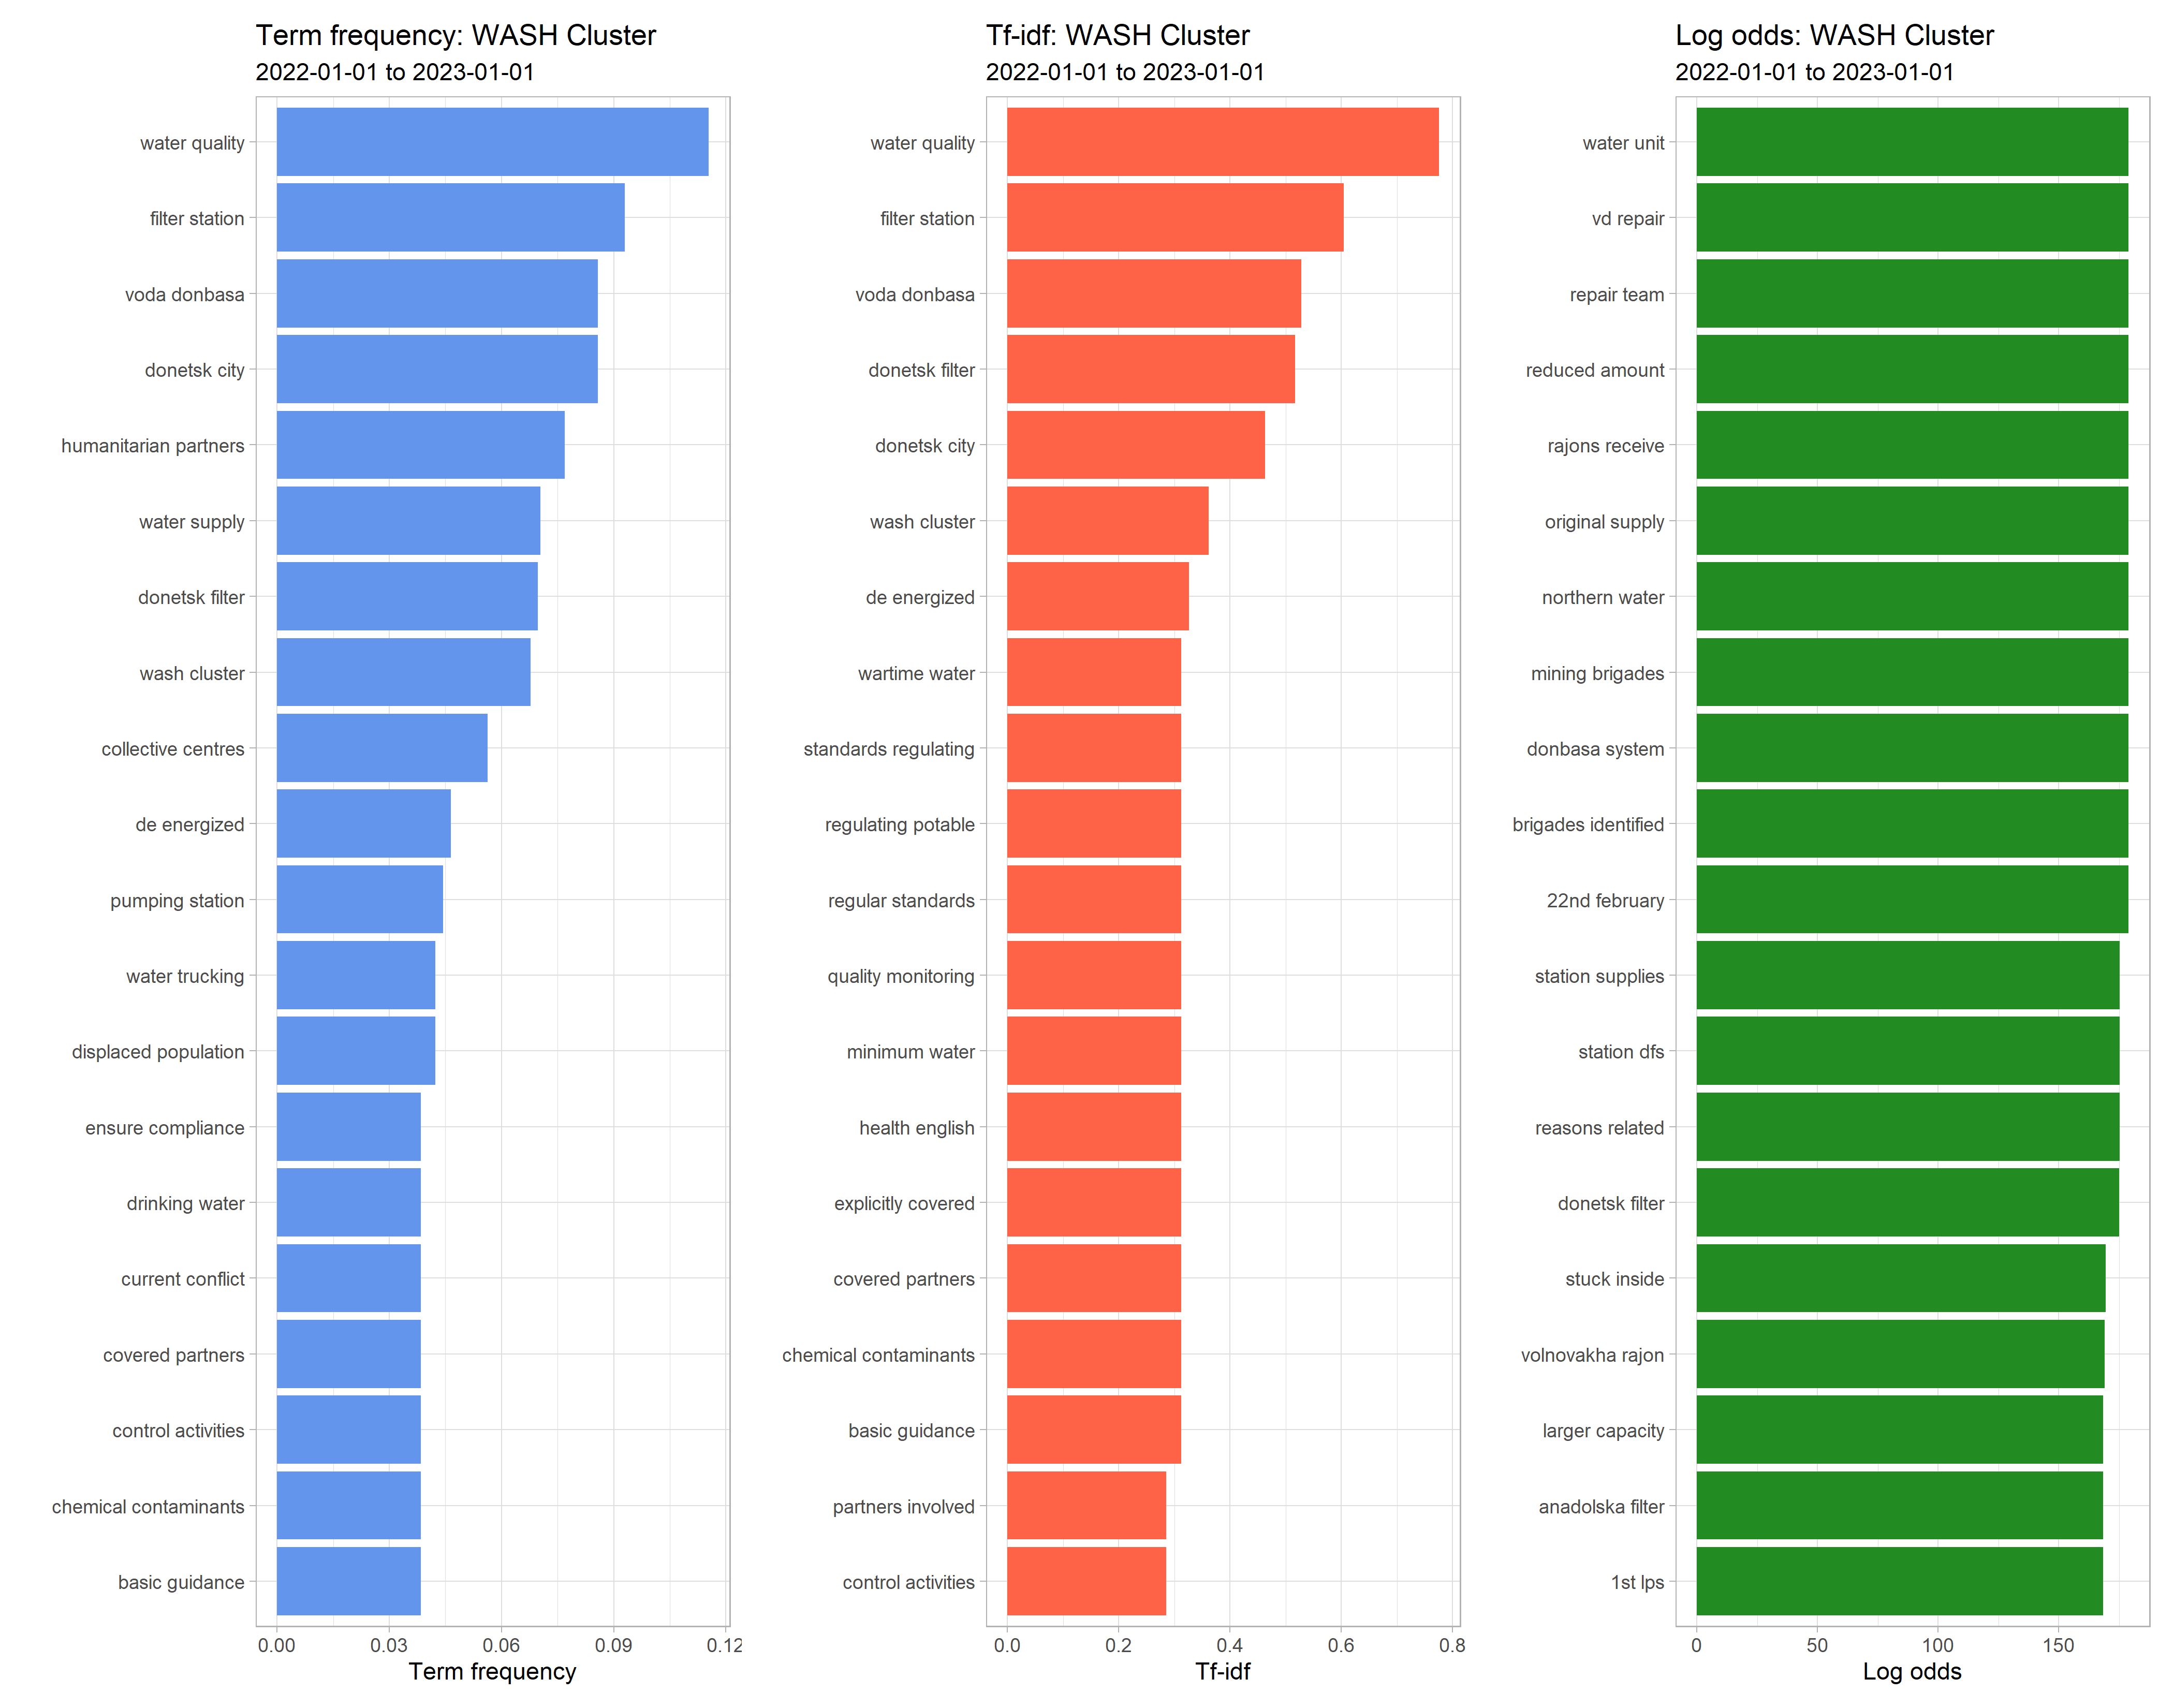 Term frequency: WASH Cluster
2022-01-01 to 2023-01-01
water quality
filter station
voda donbasa
donetsk city
humanitarian partners
water supply
donetsk filter
wash cluster
collective centres
de energized
pumping station
water trucking
displaced population
ensure compliance
drinking water
current conflict
covered partners
control activities
chemical contaminants
basic guidance
0.00 0.03 0.06 0.09 0.12
Term frequency
Tf-idf: WASH Cluster
2022-01-01 to 2023-01-01
water quality
filter station
voda donbasa
donetsk filter
donetsk city
wash cluster
de energized
wartime water
standards regulating
regulating potable
regular standards
quality monitoring
minimum water
health english
explicitly covered
covered partners
chemical contaminants
basic guidance
partners involved
control activities
0.0 0.2 0.4 0.6 0.8
Tf-idf
Log odds: WASH Cluster
2022-01-01 to 2023-01-01
water unit
vd repair
repair team
reduced amount
rajons receive
original supply
northern water
mining brigades
donbasa system
brigades identified
22nd february
station supplies
station dfs
reasons related
donetsk filter
stuck inside
volnovakha rajon
larger capacity
anadolska filter
1st lps
0 50 100 150
Log odds